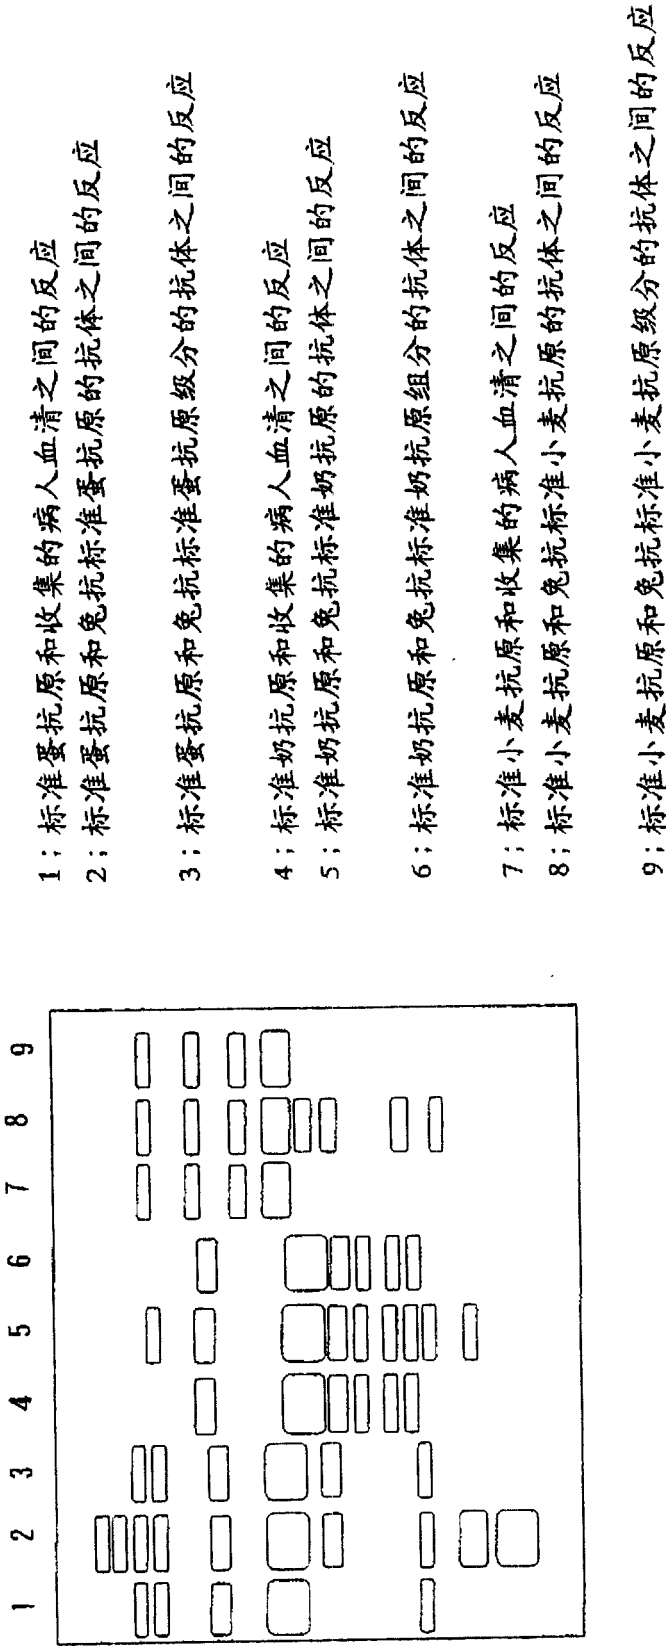 1 2 3 4 5 6 7 8 9
1；标准蛋抗原和收集的病人血清之间的反应
2；标准蛋抗原和兔抗标准蛋抗原的抗体之间的反应
3；标准蛋抗原和兔抗标准蛋抗原级分的抗体之间的反应
4；标准奶抗原和收集的病人血清之间的反应
5；标准奶抗原和兔抗标准奶抗原的抗体之间的反应
6；标准奶抗原和兔抗标准奶抗原组分的抗体之间的反应
7；标准小麦抗原和收集的病人血清之间的反应
8；标准小麦抗原和兔抗标准小麦抗原的抗体之间的反应
9；标准小麦抗原和兔抗标准小麦抗原级分的抗体之间的反应